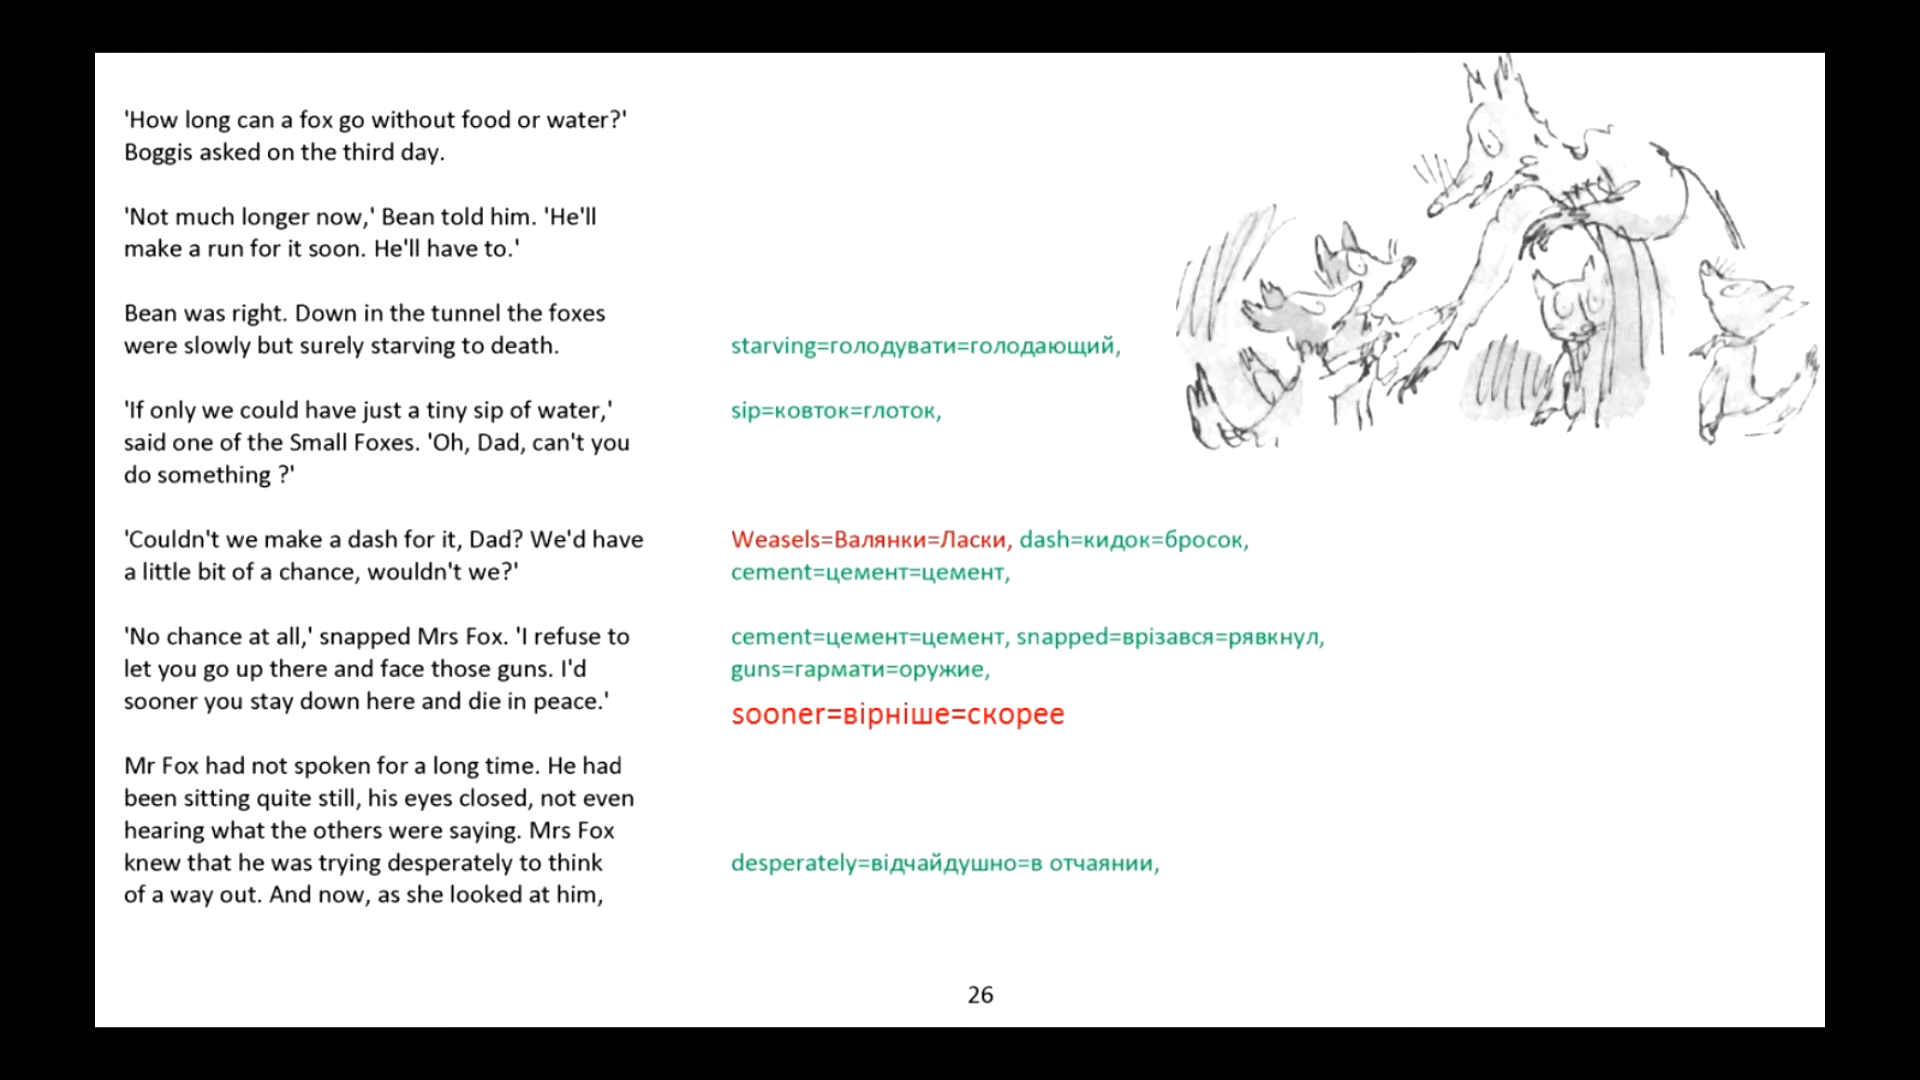 'How long can a fox go without food or water?'
Boggis asked on the third day.
'Not much longer now,' Bean told him. 'He'll
make a run for it soon. He'll have to.'
Bean was right. Down in the tunnel the foxes
were slowly but surely starving to death.
starving=голодувати=голодающий,
'If only we could have just a tiny sip of water,'
sip=ковток=глоток,
said one of the Small Foxes. 'Oh, Dad, can't you
do something ?'
'Couldn't we make a dash for it, Dad? We'd have
Weasels=Валянки=Ласки, dash=кидок=бросок,
a little bit of a chance, wouldn't we?'
cement=цемент=цемент,
'No chance at all,' snapped Mrs Fox. 'I refuse to
cement=цемент=цемент, snapped=врізався=рявкнул,
let you go up there and face those guns. I'd
guns=гармати=оружие,
sooner you stay down here and die in peace.'
sooner=вірніше=скорее
Mr Fox had not spoken for a long time. He had
been sitting quite still, his eyes closed, not even
hearing what the others were saying. Mrs Fox
knew that he was trying desperately to think
desperately=відчайдушно=в отчаянии,
of a way out. And now, as she looked at him,
26